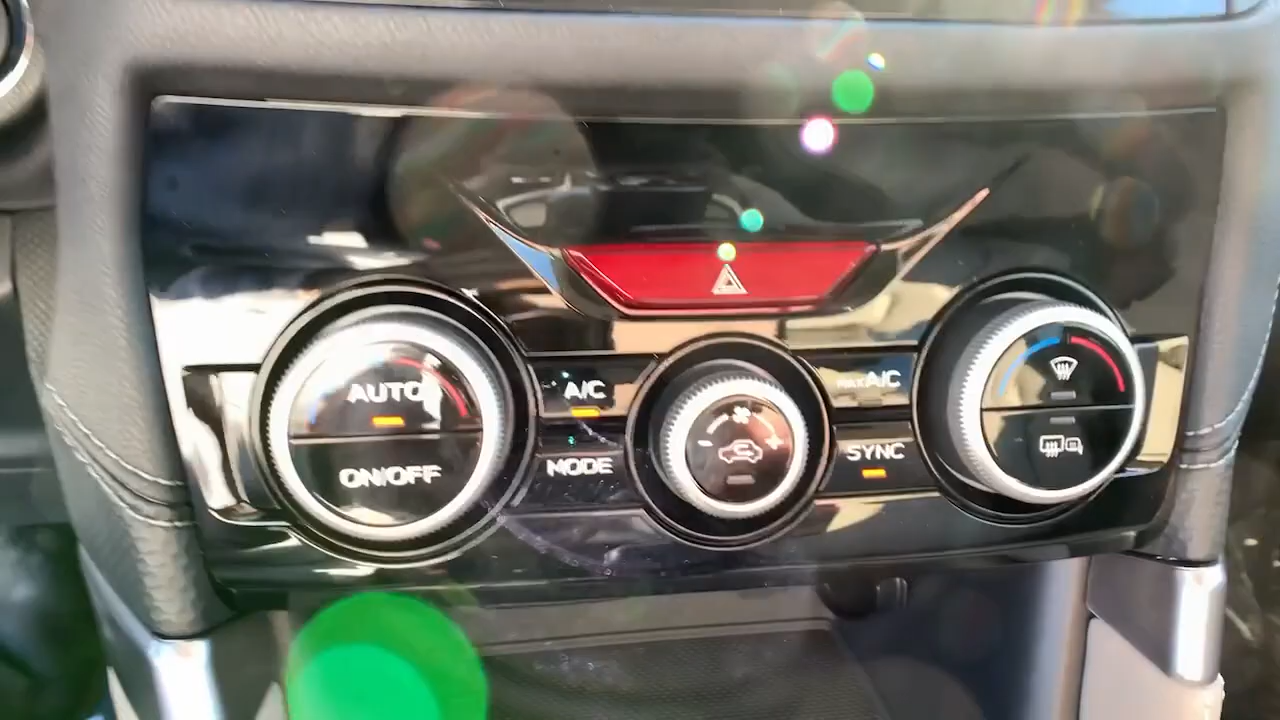 AUTO
ON/OFF
A/C
MODE
MAX A/C
SYNC